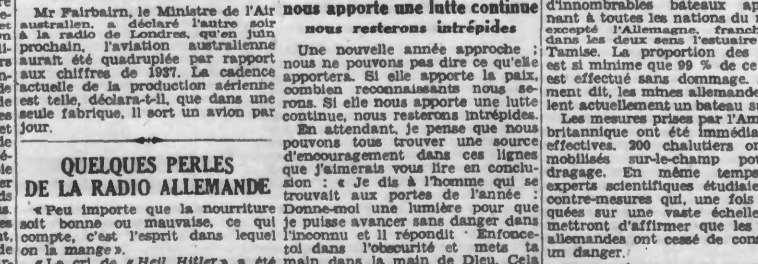 Mr Fairbairn, le Ministre de l'Air
australien, a déclaré l'autre soir
à la radio de Londres, qu'en juin
prochain, l'aviation australienne
aurait été quadruplée par rapport
aux chiffres de 1937. La cadence
actuelle de la production aérienne
est telle, déclara-t-il, que dans une
seule fabrique, il sort un avion par
jour.
QUELQUES PERLES
DE LA RADIO ALLEMANDE
« Peu importe que la nourriture
soit bonne ou mauvaise, ce qui
compte, c'est l'esprit dans lequel
on la mange ».
« Le cri de « Heil Hitler » a été
nous apporte une lutte continue
nous resterons intrépides
Une nouvelle année approche ;
nous ne pouvons pas dire ce qu'elle
apportera. Si elle apporte la paix,
combien reconnaissants nous se-
rons. Si elle nous apporte une lutte
continue, nous resterons intrépides.
En attendant, je pense que nous
pouvons tous trouver une source
d'encouragement dans ces lignes
que j'aimerais vous lire en conclu-
sion : « Je dis à l'homme qui se
trouvait aux portes de l'année :
Donne-moi une lumière pour que
je puisse avancer sans danger dans
l'inconnu et il répondit : Enfonce-
toi dans l'obscurité et mets ta
main dans la main de Dieu. Cela
d'innombrables bateaux
nant à toutes les nations du
excepté l'Allemagne,
dans les deux sens l'estuaire
Tamise. La proportion des
est si minime que 99 % de ce
est effectué sans dommage.
ment dit, les mines allemande
lent actuellement un bateau
Les mesures prises par l'Am
britannique ont été immédia
effectives. 200 chalutiers on
mobilisés sur-le-champ
dragage. En même temps
experts scientifiques étudiaie
contre-mesures qui, une fois
quées sur une vaste échelle
mettront d'affirmer que les
allemandes ont cessé de cons
un danger.